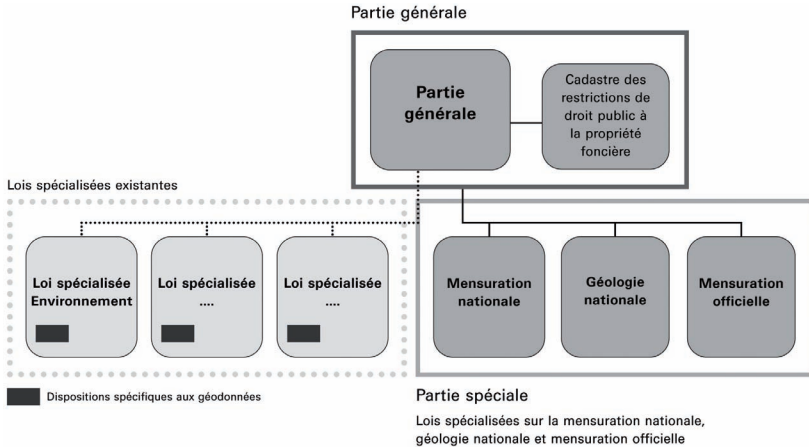 Partie générale
Partie
générale
Cadastre des
restrictions de
droit public à
la propriété
foncière
Lois spécialisées existantes
Loi spécialisée
Environnement
Loi spécialisée
....
Loi spécialisée
....
Mensuration
nationale
Géologie
nationale
Mensuration
officielle
Dispositions spécifiques aux géodonnées
Partie spéciale
Lois spécialisées sur la mensuration nationale,
géologie nationale et mensuration officielle